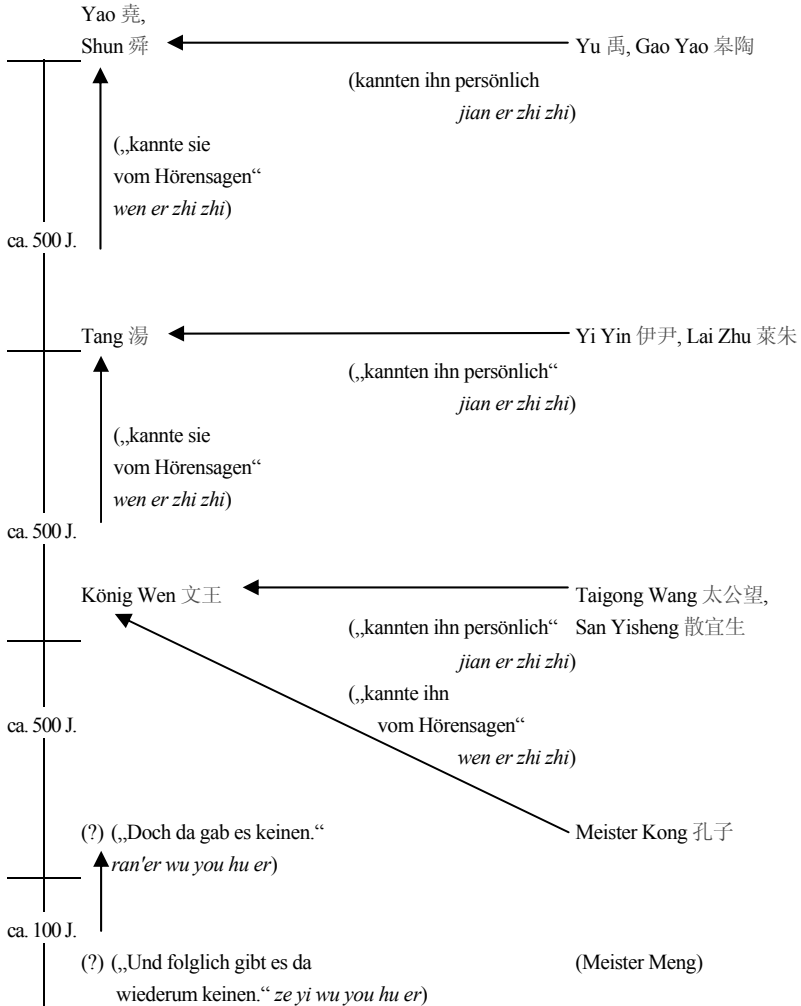 Yao 堯,
Shun 舜
Yu 禹, Gao Yao 皋陶
(kannten ihn persönlich
jian er zhi zhi)
(„kannte sie
vom Hörensagen“
wen er zhi zhi)
ca. 500 J.
Tang 湯
Yi Yin 伊尹, Lai Zhu 萊朱
(„kannten ihn persönlich“
jian er zhi zhi)
(„kannte sie
vom Hörensagen“
wen er zhi zhi)
ca. 500 J.
König Wen 文王
Taigong Wang 太公望,
(„kannten ihn persönlich“ San Yisheng 散宜生
jian er zhi zhi)
(„kannte ihn
vom Hörensagen“
wen er zhi zhi)
ca. 500 J.
(?) („Doch da gab es keinen.“ Meister Kong 孔子
ran'er wu you hu er)
ca. 100 J.
(?) („Und folglich gibt es da (Meister Meng)
wiederum keinen.“ ze yi wu you hu er)